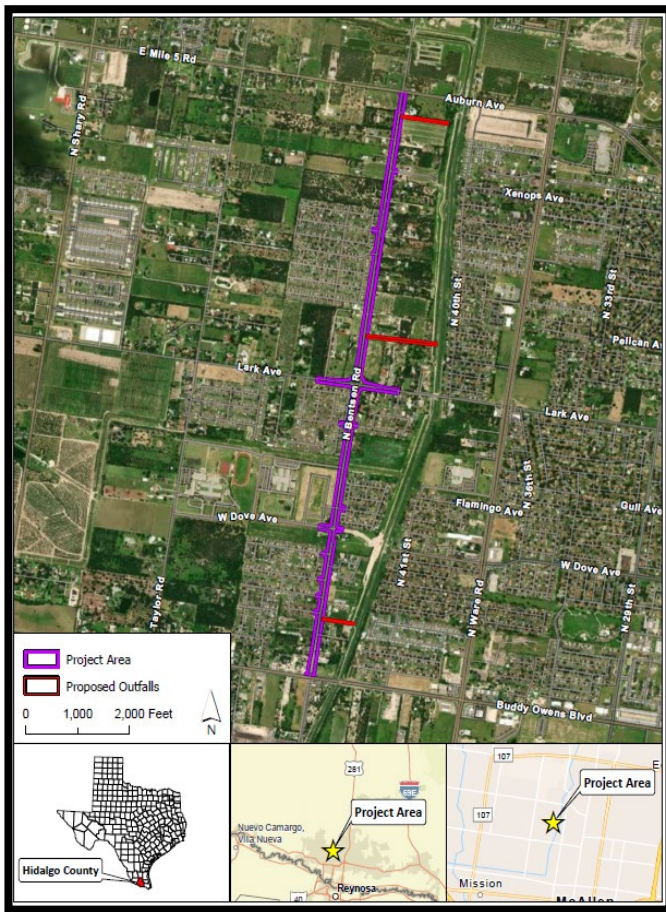 E Mile 5 Rd
Auburn Ave
N Shary Rd
Xenops Ave
N 40th St
N 33rd St
Pelican Av
Lark Ave
N Bentsen Rd
Lark Ave
N 36th St
Flamingo Ave
Gull Ave
W Dove Ave
N 41st St
W Dove Ave
Taylor Rd
N Ware Rd
N 29th St
Buddy Owens Blvd
Project Area
Proposed Outfalls
0 1,000 2,000 Feet
N
Hidalgo County
281
69E
Project Area
Nuevo Camargo,
Villa Nueva
Reynosa
40
107
Project Area
107
Mission
McAllen